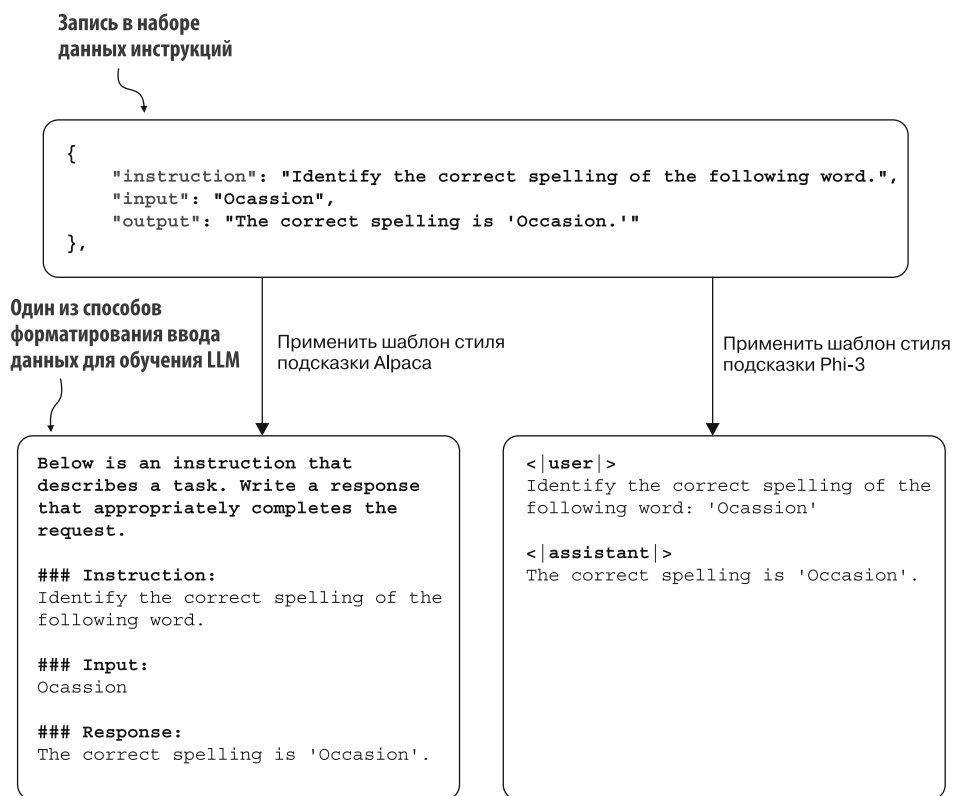 Запись в наборе
данных инструкций
{
"instruction": "Identify the correct spelling of the following word.",
"input": "Ocassion",
"output": "The correct spelling is 'Occasion.'"
},
Один из способов
форматирования ввода
данных для обучения LLM
Применить шаблон стиля
подсказки Alpaca
Применить шаблон стиля
подсказки Phi-3
Below is an instruction that
describes a task. Write a response
that appropriately completes the
request.
### Instruction:
Identify the correct spelling of the
following word.
### Input:
Ocassion
### Response:
The correct spelling is 'Occasion'.
<|user|>
Identify the correct spelling of the
following word: 'Ocassion'
<|assistant|>
The correct spelling is 'Occasion'.